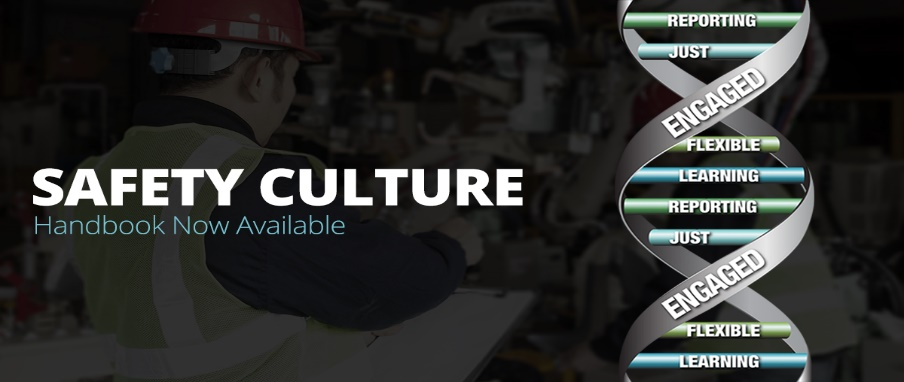 SAFETY CULTURE
Handbook Now Available
REPORTING
JUST
ENGAGED
FLEXIBLE
LEARNING
REPORTING
JUST
ENGAGED
FLEXIBLE
LEARNING